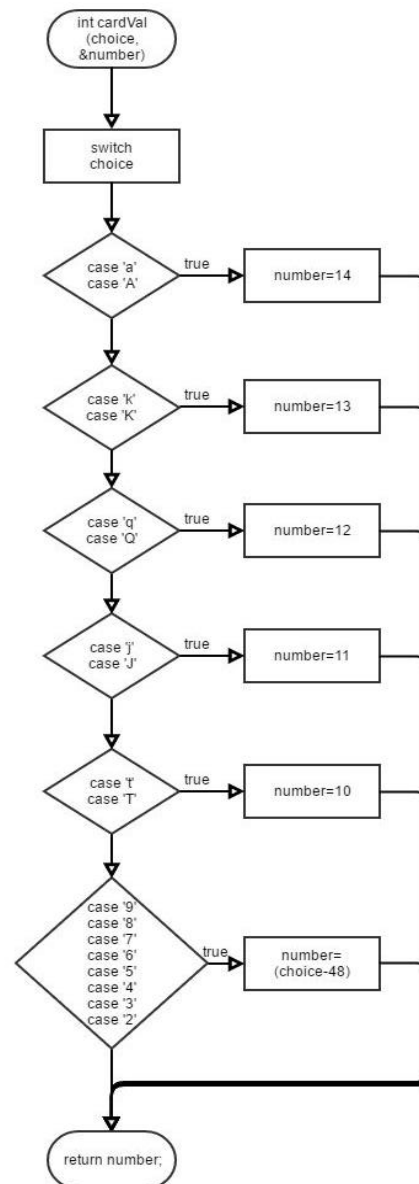 int cardVal
(choice,
&number)
switch
choice
case 'a'
case 'A'
true
number=14
case 'k'
case 'K'
true
number=13
case 'q'
case 'Q'
true
number=12
case 'j'
case 'J'
true
number=11
case 't'
case 'T'
true
number=10
case '9'
case '8'
case '7'
case '6'
case '5'
case '4'
case '3'
case '2'
true
number=
(choice-48)
return number;